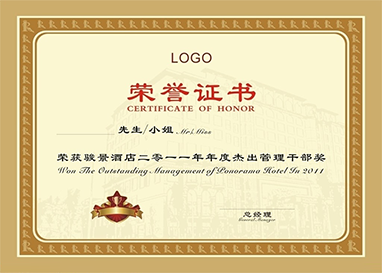 LOGO
荣誉证书
CERTIFICATE OF HONOR
先生/小姐 Mr/Miss
荣获骏景酒店二零一一年年度杰出管理干部奖
Won The Outstanding Management of Panorama Hotel In 2011
总经理
General Manager